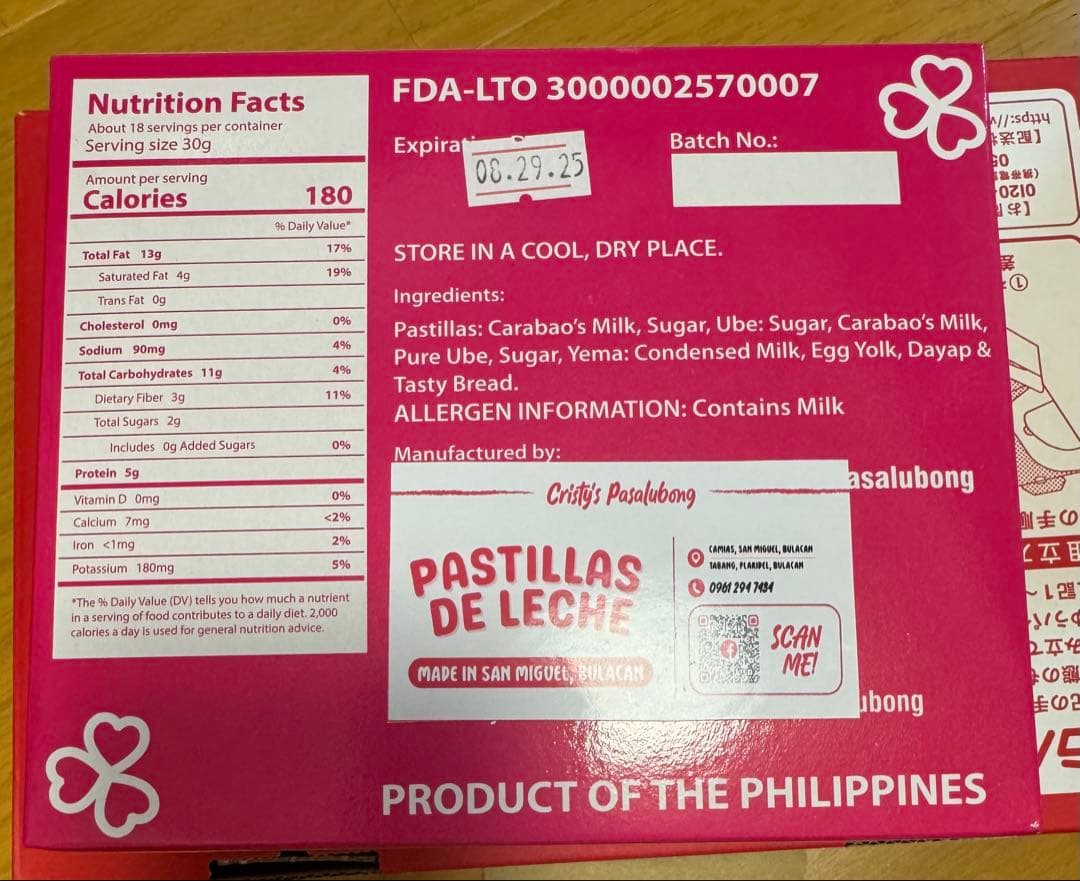 Nutrition Facts
About 18 servings per container
Serving size 30g
Amount per serving
Calories 180
% Daily Value*
Total Fat 13g 17%
Saturated Fat 4g 19%
Trans Fat 0g
Cholesterol 0mg 0%
Sodium 90mg 4%
Total Carbohydrates 11g 4%
Dietary Fiber 3g 11%
Total Sugars 2g
Includes 0g Added Sugars 0%
Protein 5g
Vitamin D 0mg 0%
Calcium 7mg <2%
Iron <1mg 2%
Potassium 180mg 5%
*The % Daily Value (DV) tells you how much a nutrient
in a serving of food contributes to a daily diet. 2,000
calories a day is used for general nutrition advice.
FDA-LTO 3000002570007
Batch No.:
08.29.25
STORE IN A COOL, DRY PLACE.
Ingredients:
Pastillas: Carabao's Milk, Sugar, Ube: Sugar, Carabao's Milk,
Pure Ube, Sugar, Yema: Condensed Milk, Egg Yolk, Dayap &
Tasty Bread.
ALLERGEN INFORMATION: Contains Milk
Manufactured by:
asalubong
Cristy's Pasalubong
PASTILLAS
DE LECHE
MADE IN SAN MIGUEL, BULACAN
CAMIAS, SAN MIGUEL, BULACAN
TABANG, PLARIDEL, BULACAN
0961 294 7484
SCAN
ME!
ubong
PRODUCT OF THE PHILIPPINES
https://
0120